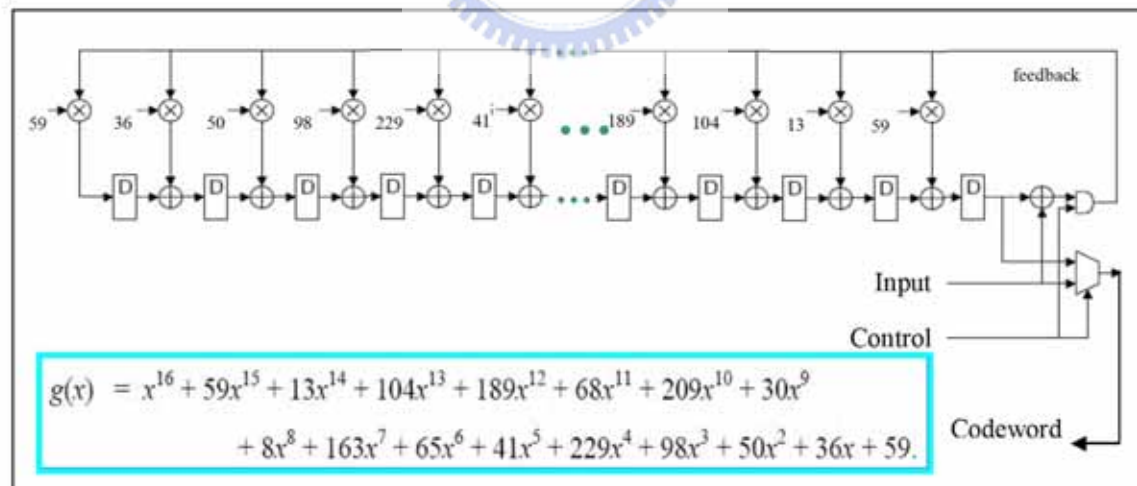 feedback
59 36 50 98 229 41 189 104 13 59
D D D D D D D D D
Input
Control
g(x) = x^16 + 59x^15 + 13x^14 + 104x^13 + 189x^12 + 68x^11 + 209x^10 + 30x^9
+ 8x^8 + 163x^7 + 65x^6 + 41x^5 + 229x^4 + 98x^3 + 50x^2 + 36x + 59.
Codeword